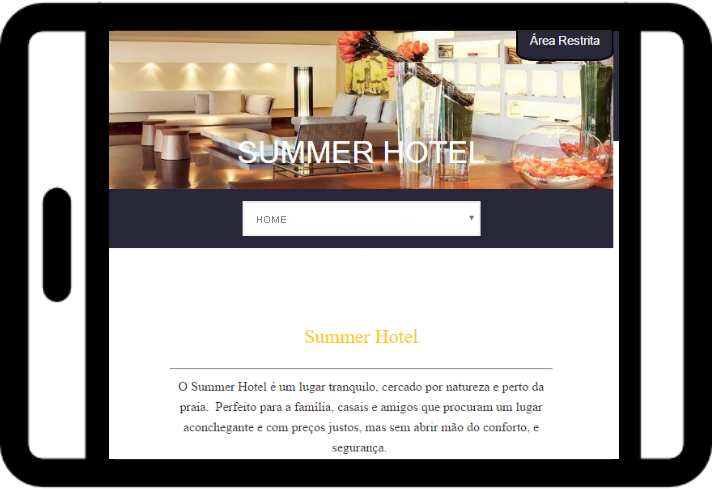 Área Restrita
SUMMER HOTEL
HOME
Summer Hotel
O Summer Hotel é um lugar tranquilo, cercado por natureza e perto da
praia. Perfeito para a família, casais e amigos que procuram um lugar
aconchegante e com preços justos, mas sem abrir mão do conforto, e
segurança.